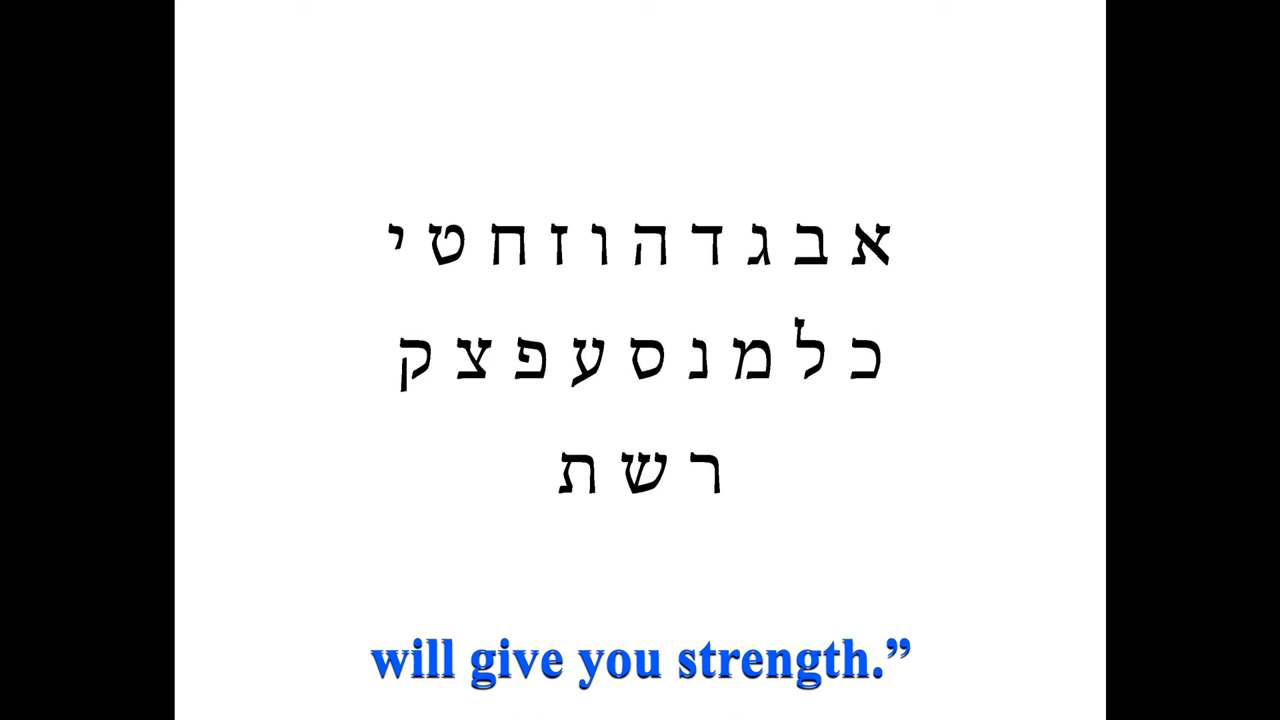 א ב ג ד ה ו ז ח ט י
כ ל מ נ ס ע פ צ ק
ר ש ת
will give you strength.”